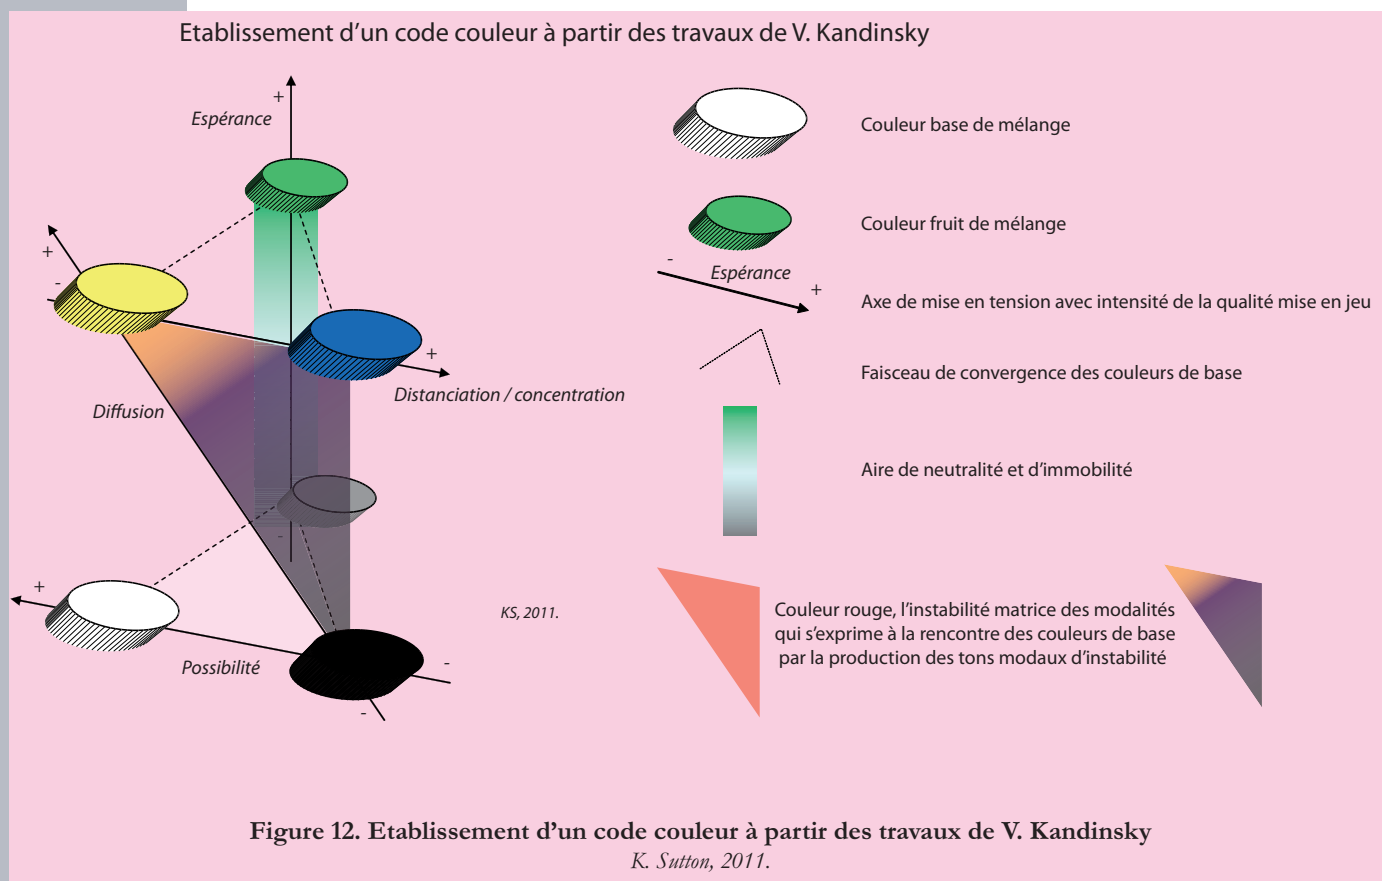 Etablissement d'un code couleur à partir des travaux de V. Kandinsky
+
Espérance
+
-
+
Distanciation / concentration
Diffusion
-
+
Possibilité
-
-
KS, 2011.
Couleur base de mélange
Couleur fruit de mélange
-
Espérance
+
Axe de mise en tension avec intensité de la qualité mise en jeu
Faisceau de convergence des couleurs de base
Aire de neutralité et d'immobilité
Couleur rouge, l'instabilité matrice des modalités
qui s'exprime à la rencontre des couleurs de base
par la production des tons modaux d'instabilité
Figure 12. Etablissement d'un code couleur à partir des travaux de V. Kandinsky
K. Sutton, 2011.